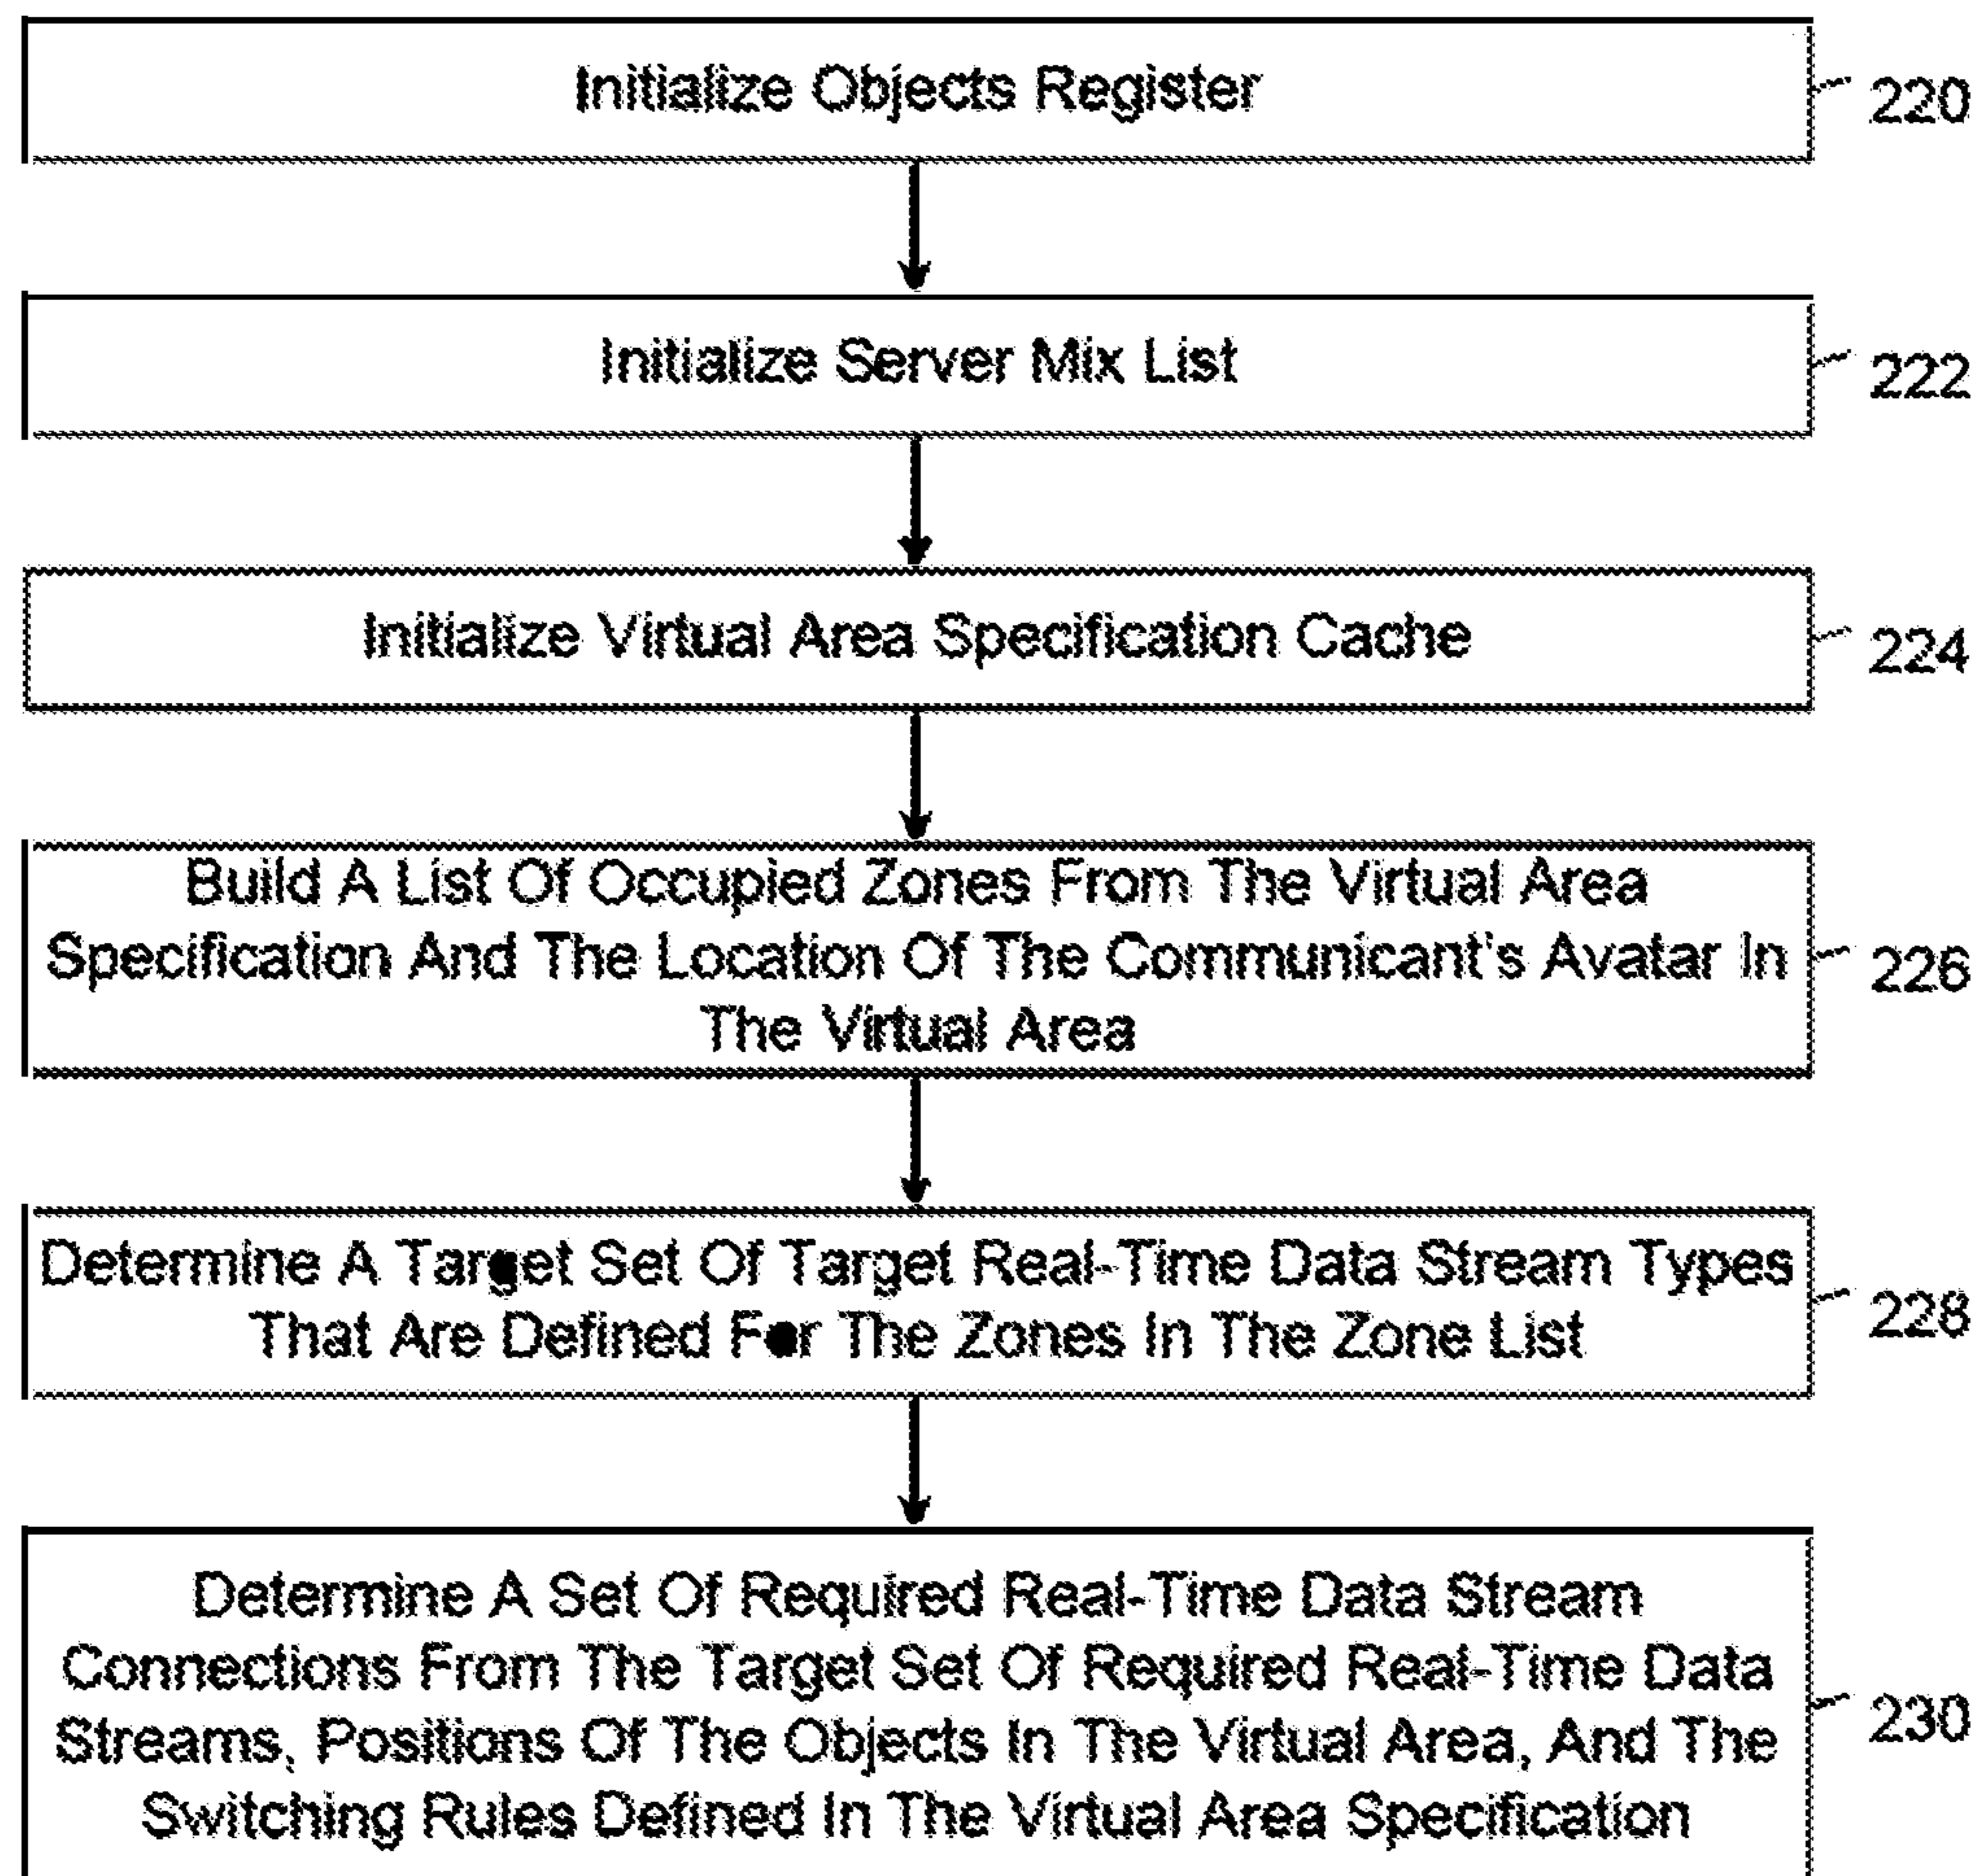 Initialize Objects Register
220
Initialize Server Mix List
222
Initialize Virtual Area Specification Cache
224
Build A List Of Occupied Zones From The Virtual Area
Specification And The Location Of The Communicant's Avatar In
The Virtual Area
226
Determine A Target Set Of Target Real-Time Data Stream Types
That Are Defined For The Zones In The Zone List
228
Determine A Set Of Required Real-Time Data Stream
Connections From The Target Set Of Required Real-Time Data
Streams, Positions Of The Objects In The Virtual Area, And The
Switching Rules Defined In The Virtual Area Specification
230